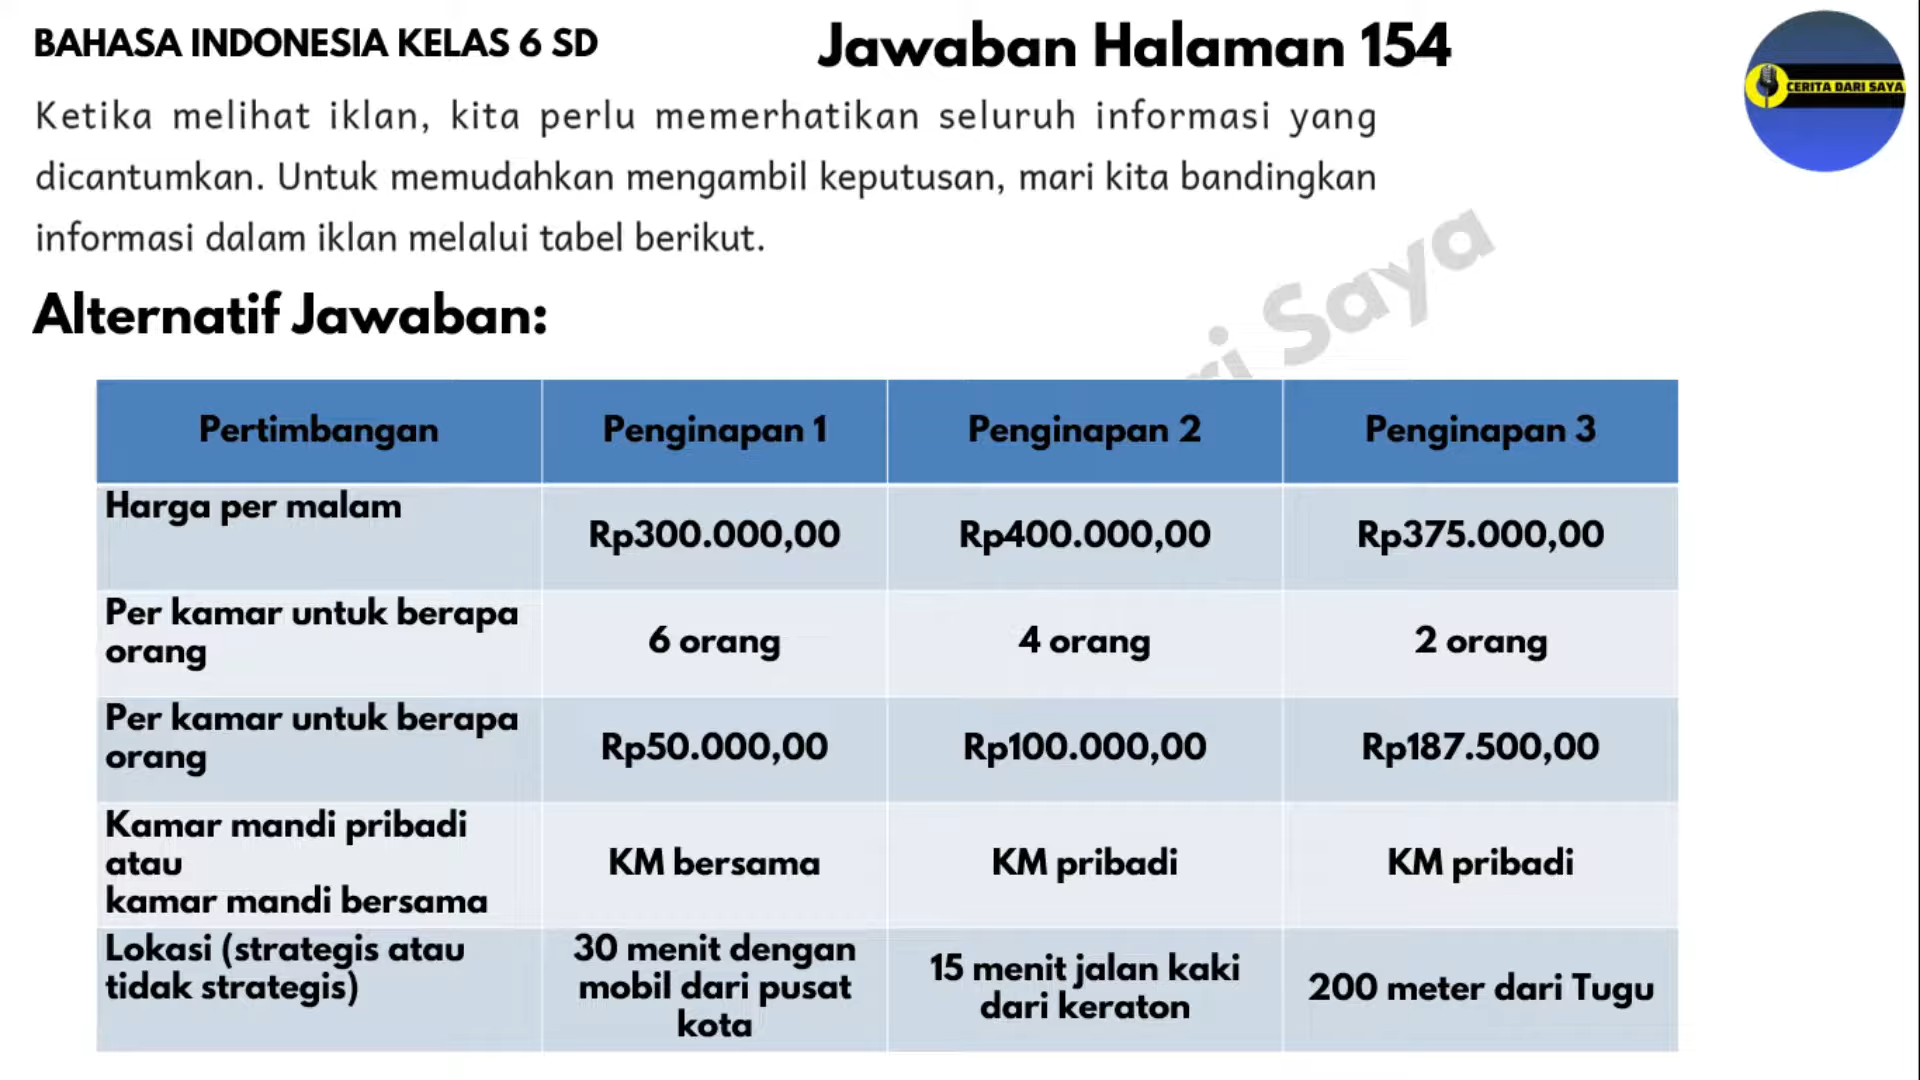 BAHASA INDONESIA KELAS 6 SD
Jawaban Halaman 154
CERITA DARI SAYA
Ketika melihat iklan, kita perlu memerhatikan seluruh informasi yang
dicantumkan. Untuk memudahkan mengambil keputusan, mari kita bandingkan
informasi dalam iklan melalui tabel berikut.
ri Saya
Alternatif Jawaban:
Pertimbangan Penginapan 1 Penginapan 2 Penginapan 3
Harga per malam
Rp300.000,00 Rp400.000,00 Rp375.000,00
Per kamar untuk berapa
orang
6 orang 4 orang 2 orang
Per kamar untuk berapa
orang
Rp50.000,00 Rp100.000,00 Rp187.500,00
Kamar mandi pribadi
atau
kamar mandi bersama
KM bersama KM pribadi KM pribadi
Lokasi (strategis atau
tidak strategis)
30 menit dengan
mobil dari pusat
kota
15 menit jalan kaki
dari keraton
200 meter dari Tugu